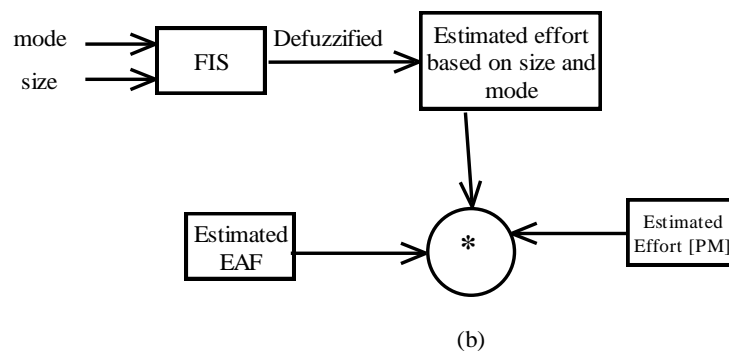 mode
size
FIS
Defuzzified
Estimated effort
based on size and
mode
Estimated
EAF
*
Estimated
Effort [PM]
(b)